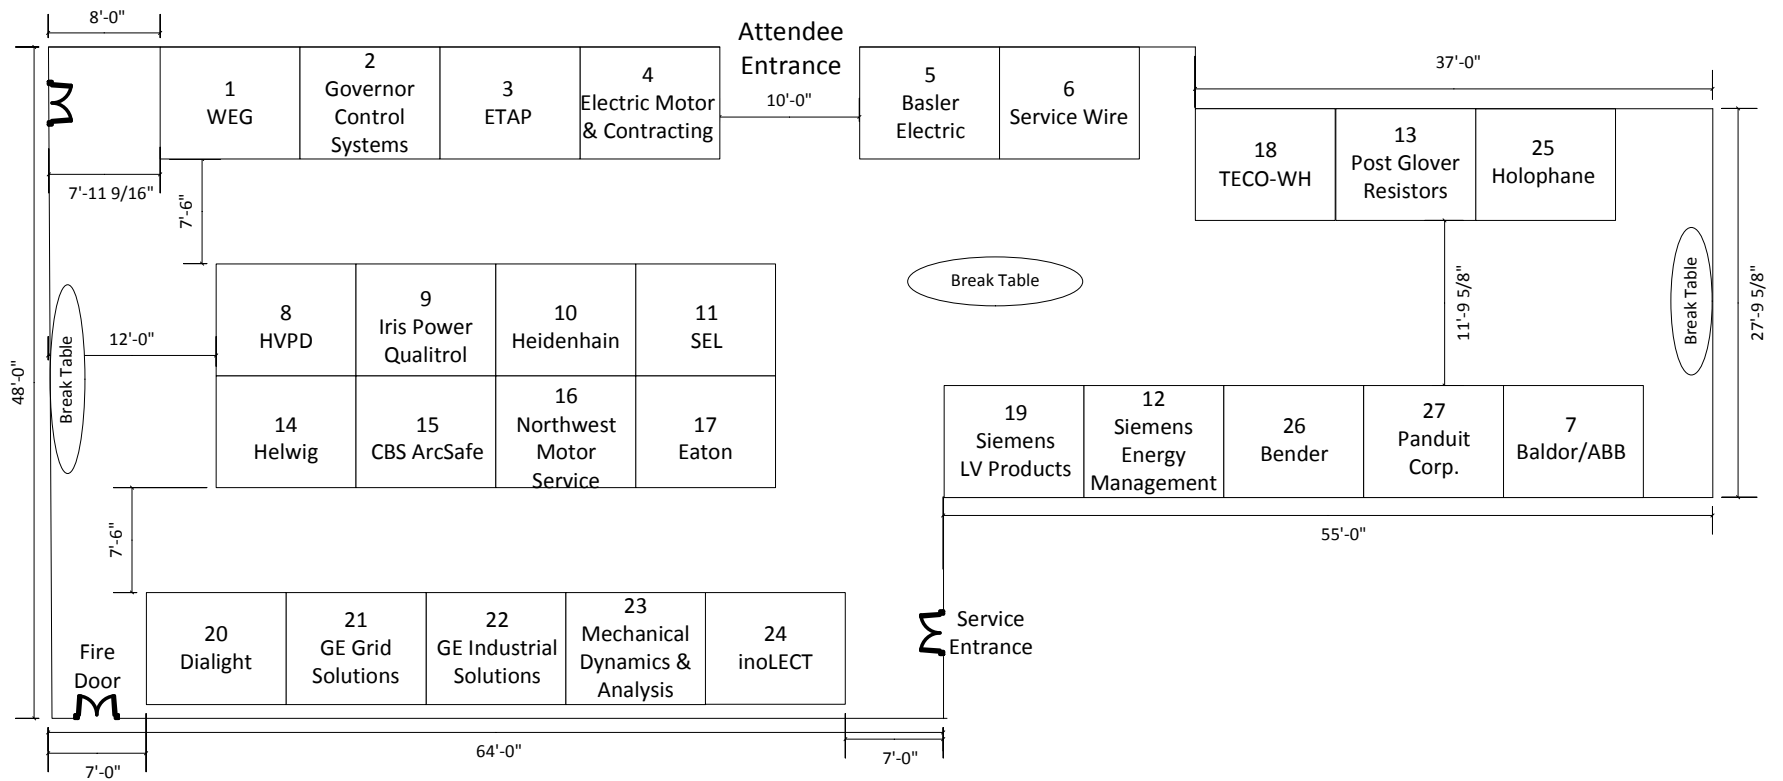 8'-0"
Attendee
Entrance
1
WEG
2
Governor
Control
Systems
3
ETAP
4
Electric Motor
& Contracting
10'-0"
5
Basler
Electric
6
Service Wire
37'-0"
18
TECO-WH
13
Post Glover
Resistors
25
Holophane
7'-11 9/16"
7'-6"
8
HVPD
9
Iris Power
Qualitrol
10
Heidenhain
11
SEL
Break Table
11'-9 5/8"
Break Table
27'-9 5/8"
48'-0"
Break Table
12'-0"
14
Helwig
15
CBS ArcSafe
16
Northwest
Motor
Service
17
Eaton
19
Siemens
LV Products
12
Siemens
Energy
Management
26
Bender
27
Panduit
Corp.
7
Baldor/ABB
7'-6"
55'-0"
Fire
Door
20
Dialight
21
GE Grid
Solutions
22
GE Industrial
Solutions
23
Mechanical
Dynamics &
Analysis
24
inoLECT
Service
Entrance
64'-0"
7'-0"
7'-0"